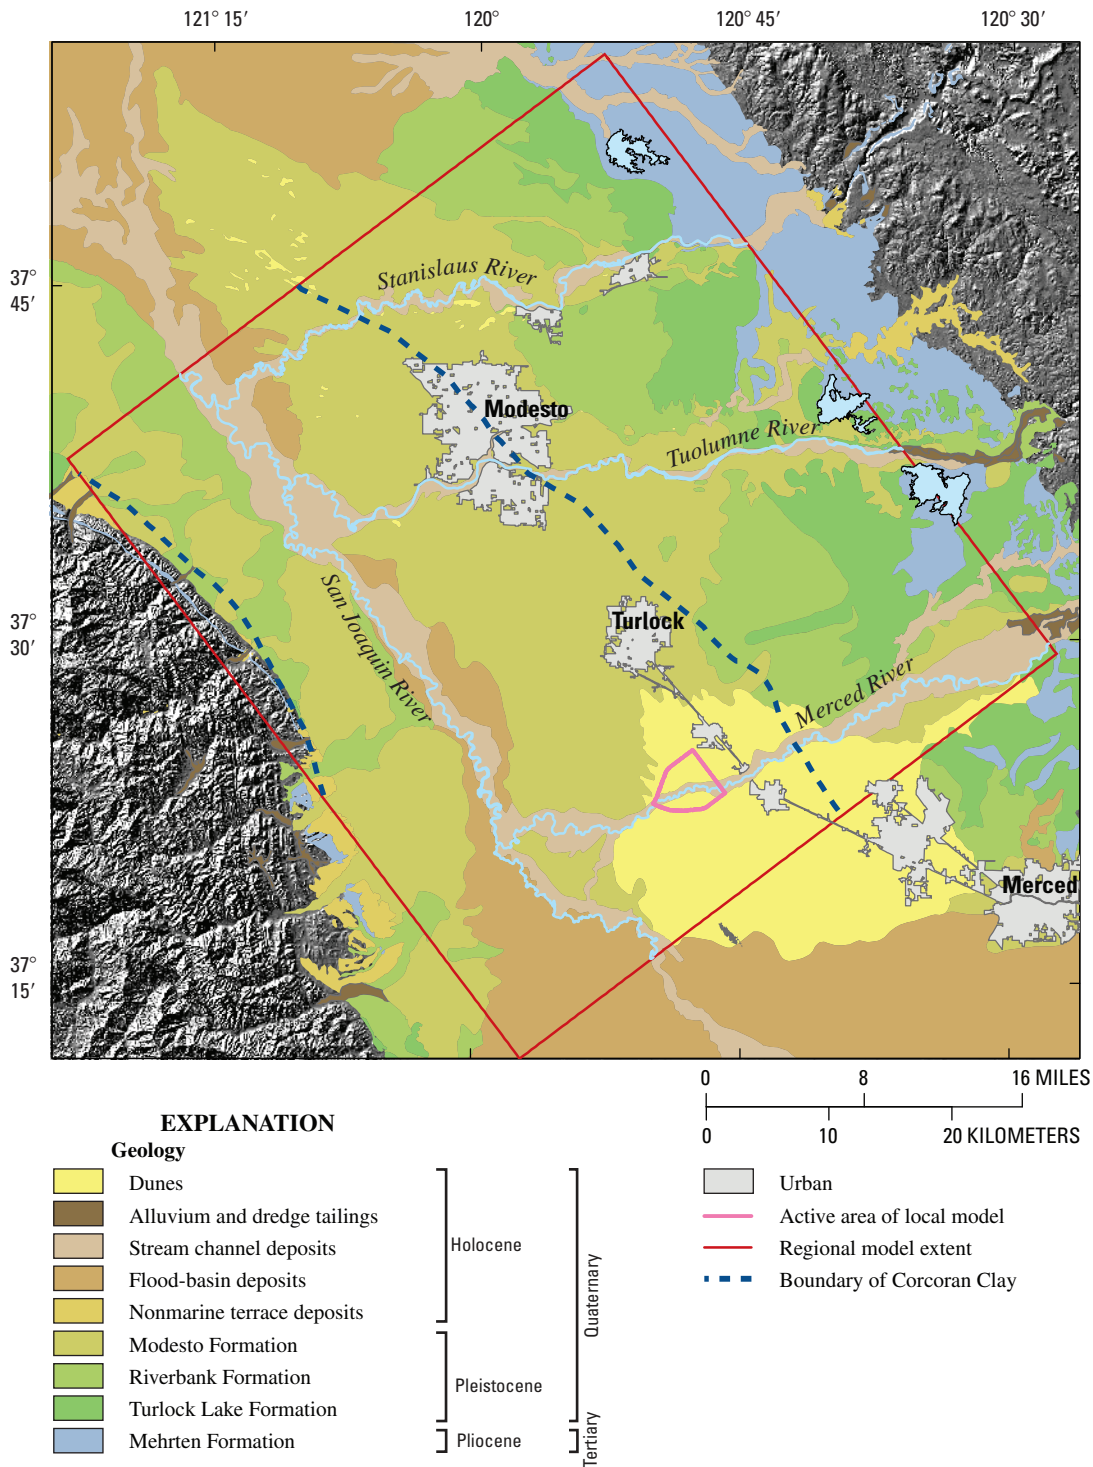 121° 15′ 120° 120° 45′ 120° 30′
37°
45′
37°
30′
37°
15′
Stanislaus River
Modesto
Tuolumne River
San Joaquin River
Turlock
Merced River
Merced
0 8 16 MILES
0 10 20 KILOMETERS
EXPLANATION
Geology
Dunes
Alluvium and dredge tailings
Stream channel deposits
Flood-basin deposits
Nonmarine terrace deposits
Modesto Formation
Riverbank Formation
Turlock Lake Formation
Mehrten Formation
Holocene
Pleistocene
Pliocene
Quaternary
Tertiary
Urban
Active area of local model
Regional model extent
Boundary of Corcoran Clay